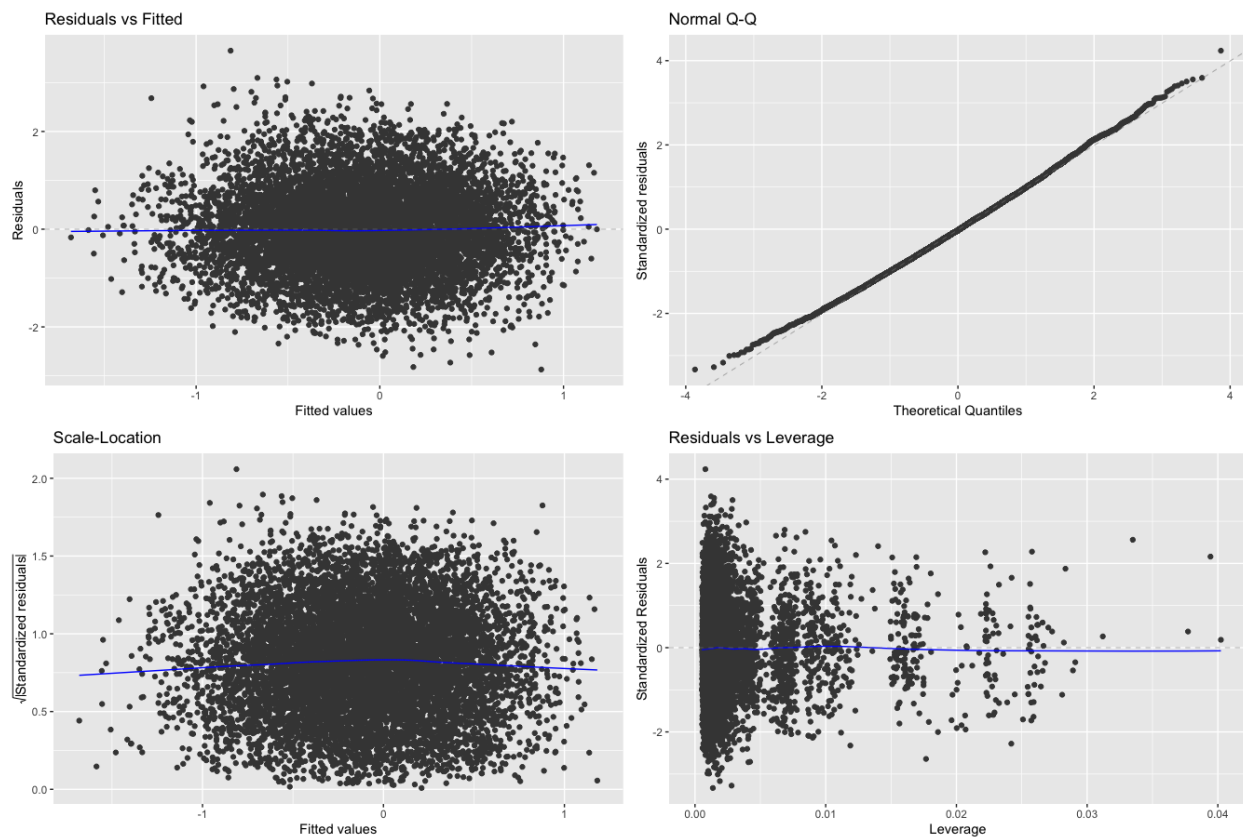 Residuals vs Fitted
2
0
-2
Residuals
-1
0
1
Fitted values
Normal Q-Q
4
2
0
-2
Standardized residuals
-4
-2
0
2
4
Theoretical Quantiles
Scale-Location
2.0
1.5
1.0
0.5
0.0
√|Standardized residuals|
-1
0
1
Fitted values
Residuals vs Leverage
4
2
0
-2
Standardized Residuals
0.00
0.01
0.02
0.03
0.04
Leverage